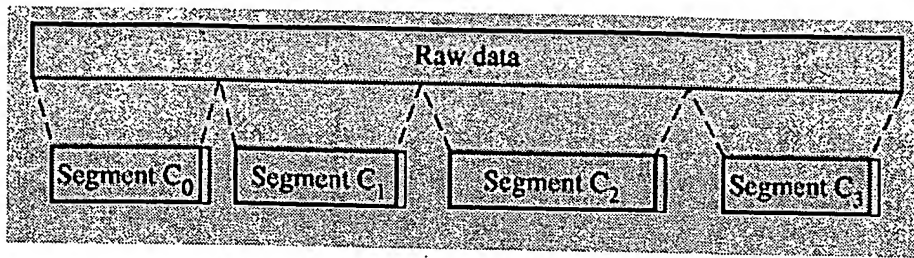 Raw data
Segment C₀
Segment C₁
Segment C₂
Segment C₃